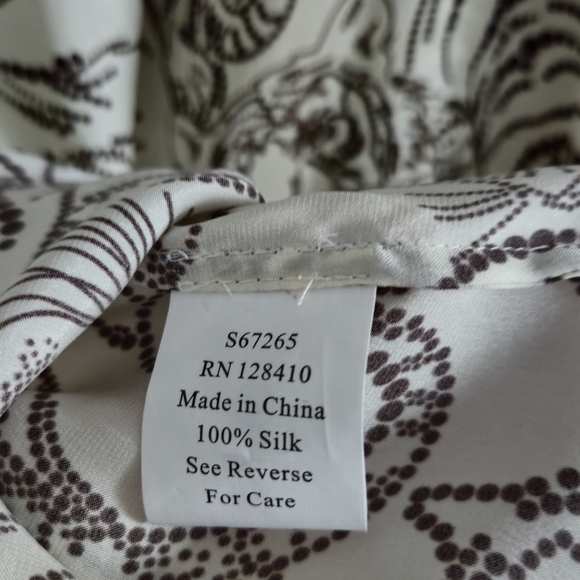 S67265
RN 128410
Made in China
100% Silk
See Reverse
For Care